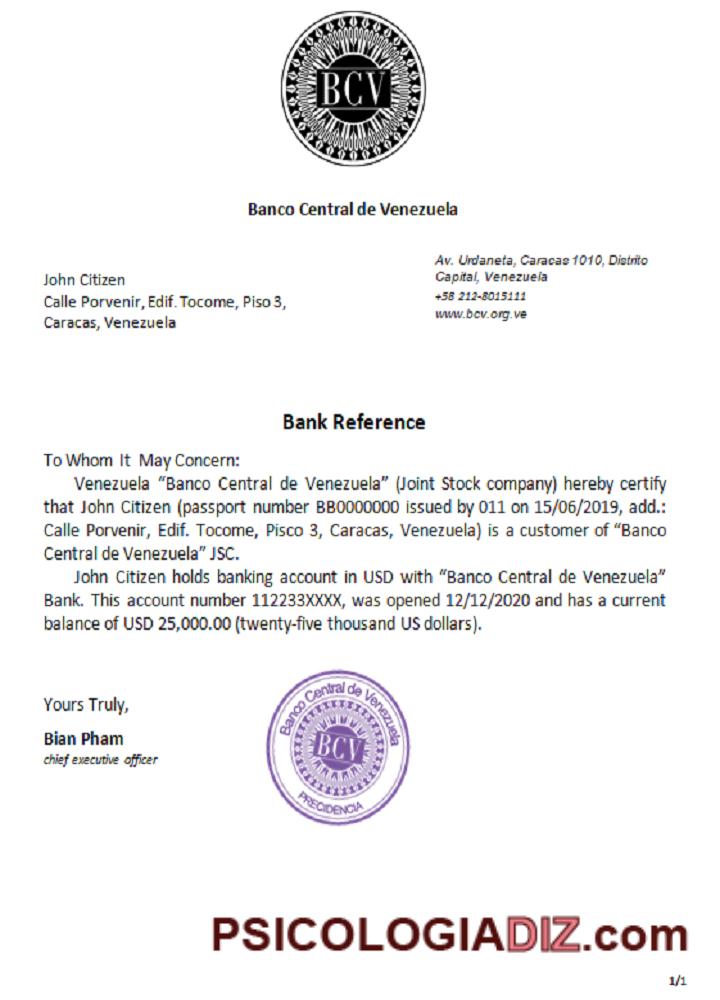 BCV
Banco Central de Venezuela
John Citizen
Calle Porvenir, Edif. Tocome, Piso 3,
Caracas, Venezuela
Av. Urdaneta, Caracas 1010, Distrito
Capital, Venezuela
+58 212-8015111
www.bcv.org.ve
Bank Reference
To Whom It May Concern:
Venezuela “Banco Central de Venezuela” (Joint Stock company) hereby certify
that John Citizen (passport number BB0000000 issued by 011 on 15/06/2019, add.:
Calle Porvenir, Edif. Tocome, Pisco 3, Caracas, Venezuela) is a customer of “Banco
Central de Venezuela” JSC.
John Citizen holds banking account in USD with “Banco Central de Venezuela”
Bank. This account number 112233XXXX, was opened 12/12/2020 and has a current
balance of USD 25,000.00 (twenty-five thousand US dollars).
Yours Truly,
Bian Pham
chief executive officer
Banco Central de Venezuela
BCV
PRECIDENCIA
PSICOLOGIADIZ.com
1/1